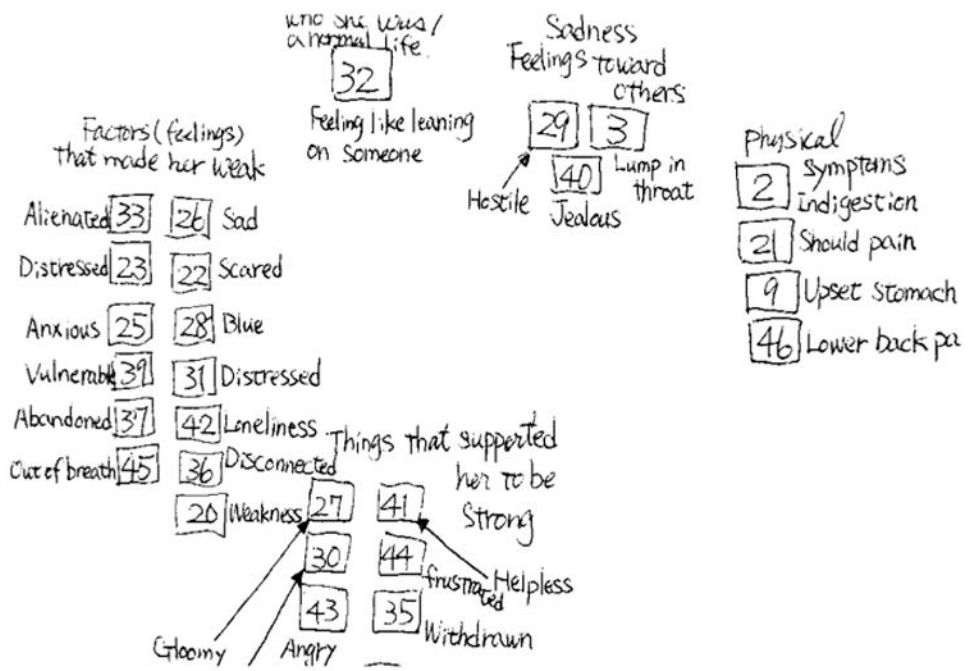 who she was /
a normal life.
32
Feeling like leaning
on someone
Sadness
Feelings toward
others
29 3
40
Hostile
Jealous
Lump in
throat
Physical
symptoms
2
Indigestion
21 Should pain
9 Upset stomach
46 Lower back pa
Factors (feelings)
that made her weak
Alienated 33 26 Sad
Distressed 23 22 Scared
Anxious 25 28 Blue
Vulnerable 39 31 Distressed
Abandoned 37 42 Loneliness
Out of breath 45 36 Disconnected
20 Weakness
Things that supported
her to be
Strong
27 41
30 44
frustrated
Helpless
43 35
Gloomy
Angry
Withdrawn